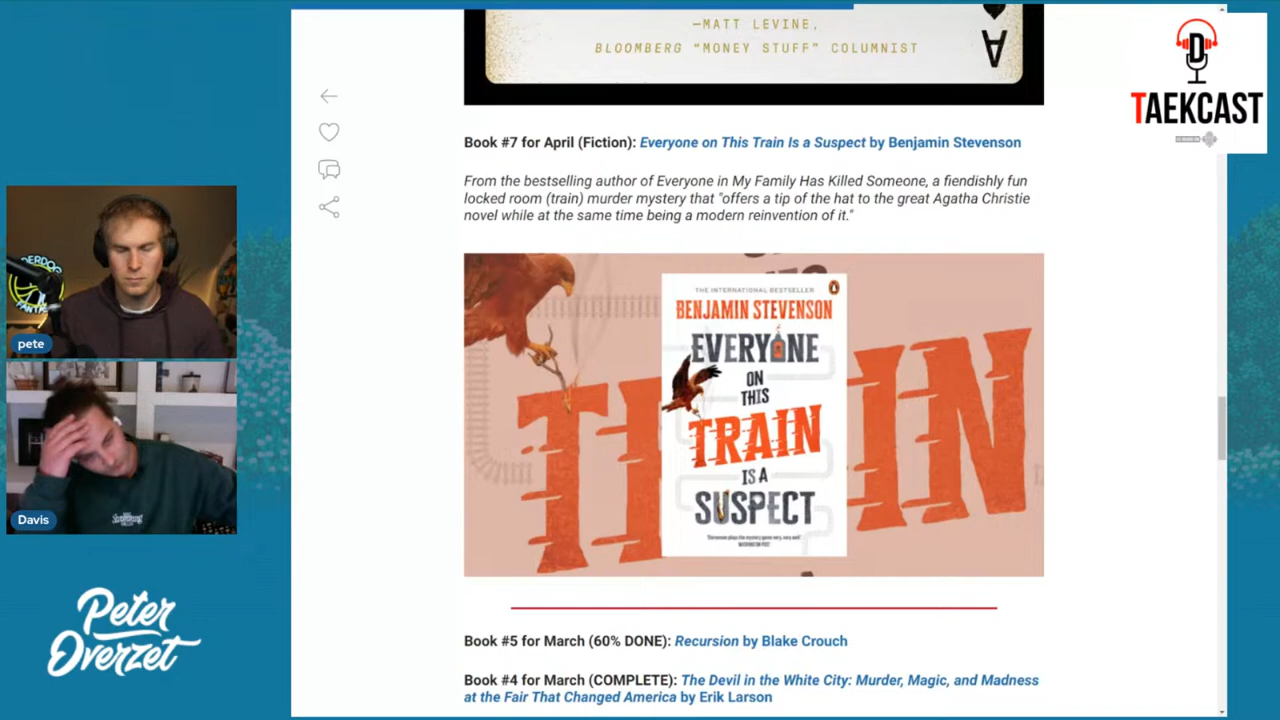 —MATT LEVINE,
BLOOMBERG “MONEY STUFF” COLUMNIST
A
D
TAEKCAST
Book #7 for April (Fiction): Everyone on This Train Is a Suspect by Benjamin Stevenson
From the bestselling author of Everyone in My Family Has Killed Someone, a fiendishly fun
locked room (train) murder mystery that "offers a tip of the hat to the great Agatha Christie
novel while at the same time being a modern reinvention of it."
pete
Davis
Peter
Overzet
THE INTERNATIONAL BESTSELLER
BENJAMIN STEVENSON
EVERYONE
ON
THIS
TRAIN
IS A
SUSPECT
Book #5 for March (60% DONE): Recursion by Blake Crouch
Book #4 for March (COMPLETE): The Devil in the White City: Murder, Magic, and Madness
at the Fair That Changed America by Erik Larson